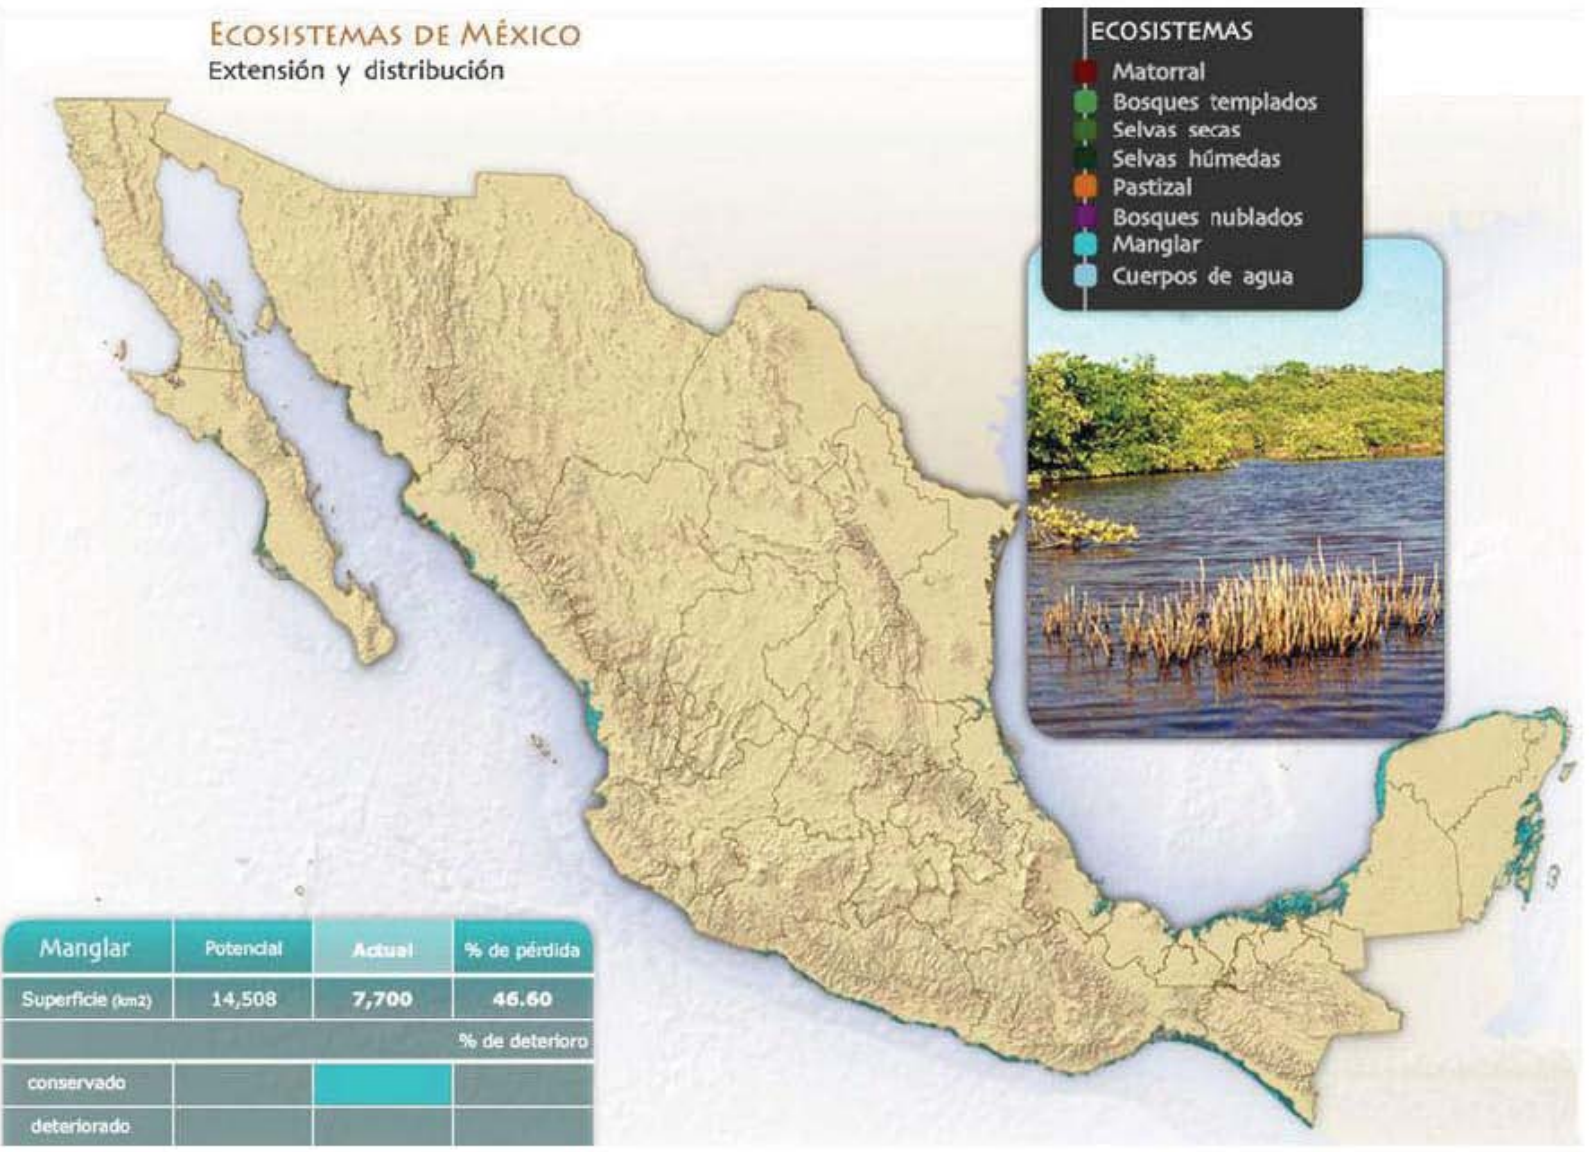 ECOSISTEMAS DE MÉXICO
Extensión y distribución
ECOSISTEMAS
Matorral
Bosques templados
Selvas secas
Selvas húmedas
Pastizal
Bosques nublados
Manglar
Cuerpos de agua
Manglar Potencial Actual % de pérdida
Superficie (km2) 14,508 7,700 46.60
% de deterioro
conservado
deteriorado